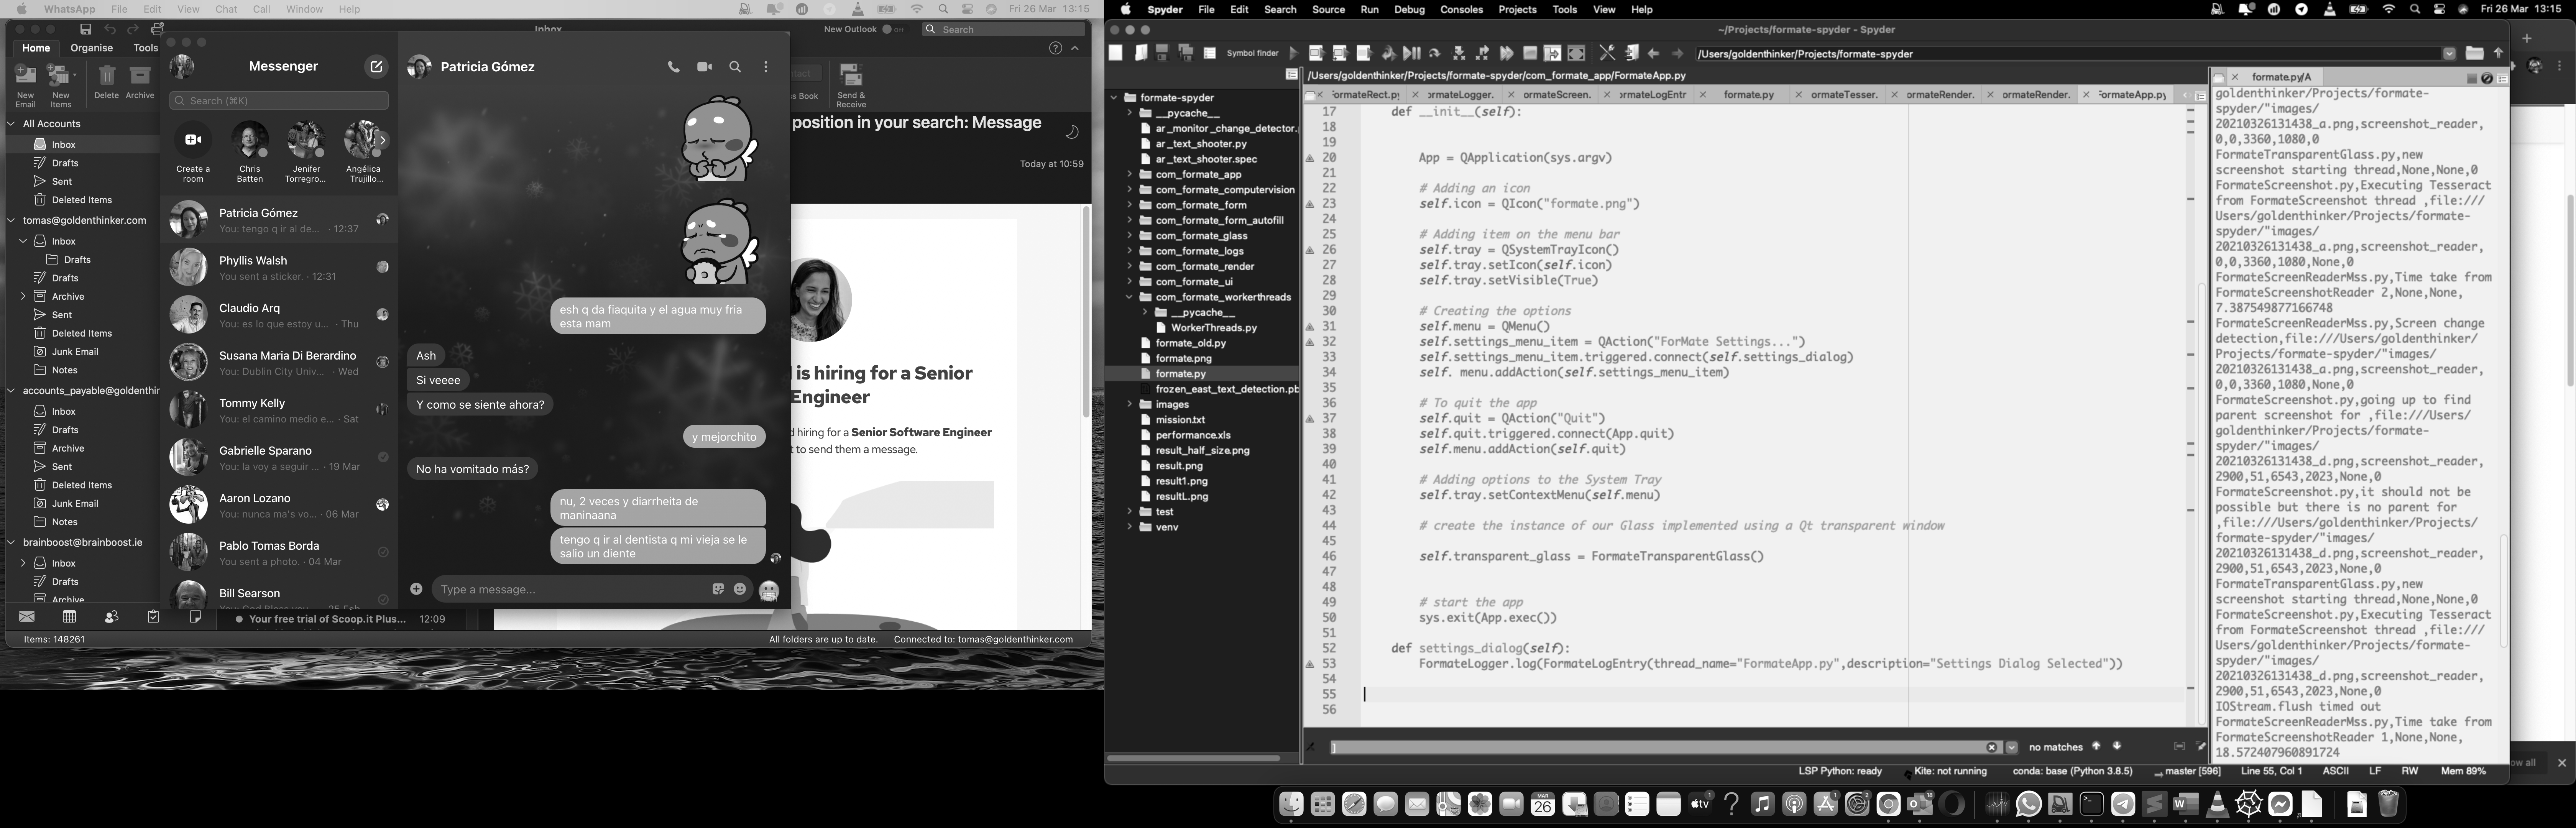 WhatsApp File Edit View Chat Call Window Help
Fri 26 Mar 13:15
Inbox
New Outlook
Search
Home Organise Tools
New Email
New Items
Delete
Archive
Send & Receive
All Accounts
Inbox
Drafts
Sent
Deleted Items
tomas@goldenthinker.com
Inbox
Drafts
Drafts
Archive
Sent
Deleted Items
Junk Email
Notes
accounts_payable@goldenthin
Inbox
Drafts
Archive
Sent
Deleted Items
Junk Email
Notes
brainboost@brainboost.ie
Inbox
Drafts
Archive
Items: 148261
Messenger
Search (⌘K)
Create a room
Chris Batten
Jenifer Torregro...
Angélica Trujillo...
Patricia Gómez
You: tengo q ir al de... · 12:37
Phyllis Walsh
You sent a sticker. · 12:31
Claudio Arq
You: es lo que estoy u... · Thu
Susana Maria Di Berardino
You: Dublin City Univ... · Wed
Tommy Kelly
You: el camino medio e... · Sat
Gabrielle Sparano
You: la voy a seguir ... · 19 Mar
Aaron Lozano
You: nunca ma's vo... · 06 Mar
Pablo Tomas Borda
You sent a photo. · 04 Mar
Bill Searson
Your free trial of Scoop.it Plus... 12:09
Patricia Gómez
esh q da fiaquita y el agua muy fria
esta mam
Ash
Si veeee
Y como se siente ahora?
y mejorchito
No ha vomitado más?
nu, 2 veces y diarrheita de
maninaana
tengo q ir al dentista q mi vieja se le
salio un diente
Type a message...
position in your search: Message
Today at 10:59
is hiring for a Senior
Engineer
hiring for a Senior Software Engineer
t to send them a message.
All folders are up to date. Connected to: tomas@goldenthinker.com
Spyder File Edit Search Source Run Debug Consoles Projects Tools View Help
Fri 26 Mar 13:15
~/Projects/formate-spyder - Spyder
Symbol finder
/Users/goldenthinker/Projects/formate-spyder
formate-spyder
__pycache__
ar_monitor_change_detector.p
ar_text_shooter.py
ar_text_shooter.spec
com_formate_app
com_formate_computervision
com_formate_form
com_formate_form_autofill
com_formate_glass
com_formate_logs
com_formate_render
com_formate_ui
com_formate_workerthreads
__pycache__
WorkerThreads.py
formate_old.py
formate.png
formate.py
frozen_east_text_detection.pb
images
mission.txt
performance.xls
result_half_size.png
result.png
result1.png
resultL.png
test
venv
/Users/goldenthinker/Projects/formate-spyder/com_formate_app/FormateApp.py
ormateRect.py ormateLogger. ormateScreen. ormateLogEntr formate.py ormateTesser. ormateRender. ormateRender. FormateApp.py
17 def __init__(self):
18
19
20 App = QApplication(sys.argv)
21
22 # Adding an icon
23 self.icon = QIcon("formate.png")
24
25 # Adding item on the menu bar
26 self.tray = QSystemTrayIcon()
27 self.tray.setIcon(self.icon)
28 self.tray.setVisible(True)
29
30 # Creating the options
31 self.menu = QMenu()
32 self.settings_menu_item = QAction("ForMate Settings...")
33 self.settings_menu_item.triggered.connect(self.settings_dialog)
34 self. menu.addAction(self.settings_menu_item)
35
36 # To quit the app
37 self.quit = QAction("Quit")
38 self.quit.triggered.connect(App.quit)
39 self.menu.addAction(self.quit)
40
41 # Adding options to the System Tray
42 self.tray.setContextMenu(self.menu)
43
44 # create the instance of our Glass implemented using a Qt transparent window
45
46 self.transparent_glass = FormateTransparentGlass()
47
48
49 # start the app
50 sys.exit(App.exec())
51
52 def settings_dialog(self):
53 FormateLogger.log(FormateLogEntry(thread_name="FormateApp.py",description="Settings Dialog Selected"))
54
55
56
]
no matches
LSP Python: ready Kite: not running conda: base (Python 3.8.5) master [596] Line 55, Col 1 ASCII LF RW Mem 89%
formate.py/A
goldenthinker/Projects/formate-
spyder/"images/
20210326131438_a.png,screenshot_reader,
0,0,3360,1080,0
FormateTransparentGlass.py,new
screenshot starting thread,None,None,0
FormateScreenshot.py,Executing Tesseract
from FormateScreenshot thread ,file:///
Users/goldenthinker/Projects/formate-
spyder/"images/
20210326131438_a.png,screenshot_reader,
0,0,3360,1080,None,0
FormateScreenReaderMss.py,Time take from
FormateScreenshotReader 2,None,None,
7.387549877166748
FormateScreenReaderMss.py,Screen change
detection,file:///Users/goldenthinker/
Projects/formate-spyder/"images/
20210326131438_a.png,screenshot_reader,
0,0,3360,1080,None,0
FormateScreenshot.py,going up to find
parent screenshot for ,file:///Users/
goldenthinker/Projects/formate-
spyder/"images/
20210326131438_d.png,screenshot_reader,
2900,51,6543,2023,None,0
FormateScreenshot.py,it should not be
possible but there is no parent for
,file:///Users/goldenthinker/Projects/
formate-spyder/"images/
20210326131438_d.png,screenshot_reader,
2900,51,6543,2023,None,0
FormateTransparentGlass.py,new
screenshot starting thread,None,None,0
FormateScreenshot.py,Executing Tesseract
from FormateScreenshot thread ,file:///
Users/goldenthinker/Projects/formate-
spyder/"images/
20210326131438_d.png,screenshot_reader,
2900,51,6543,2023,None,0
IOStream.flush timed out
FormateScreenReaderMss.py,Time take from
FormateScreenshotReader 1,None,None,
18.572407960891724
MAR
26
tv